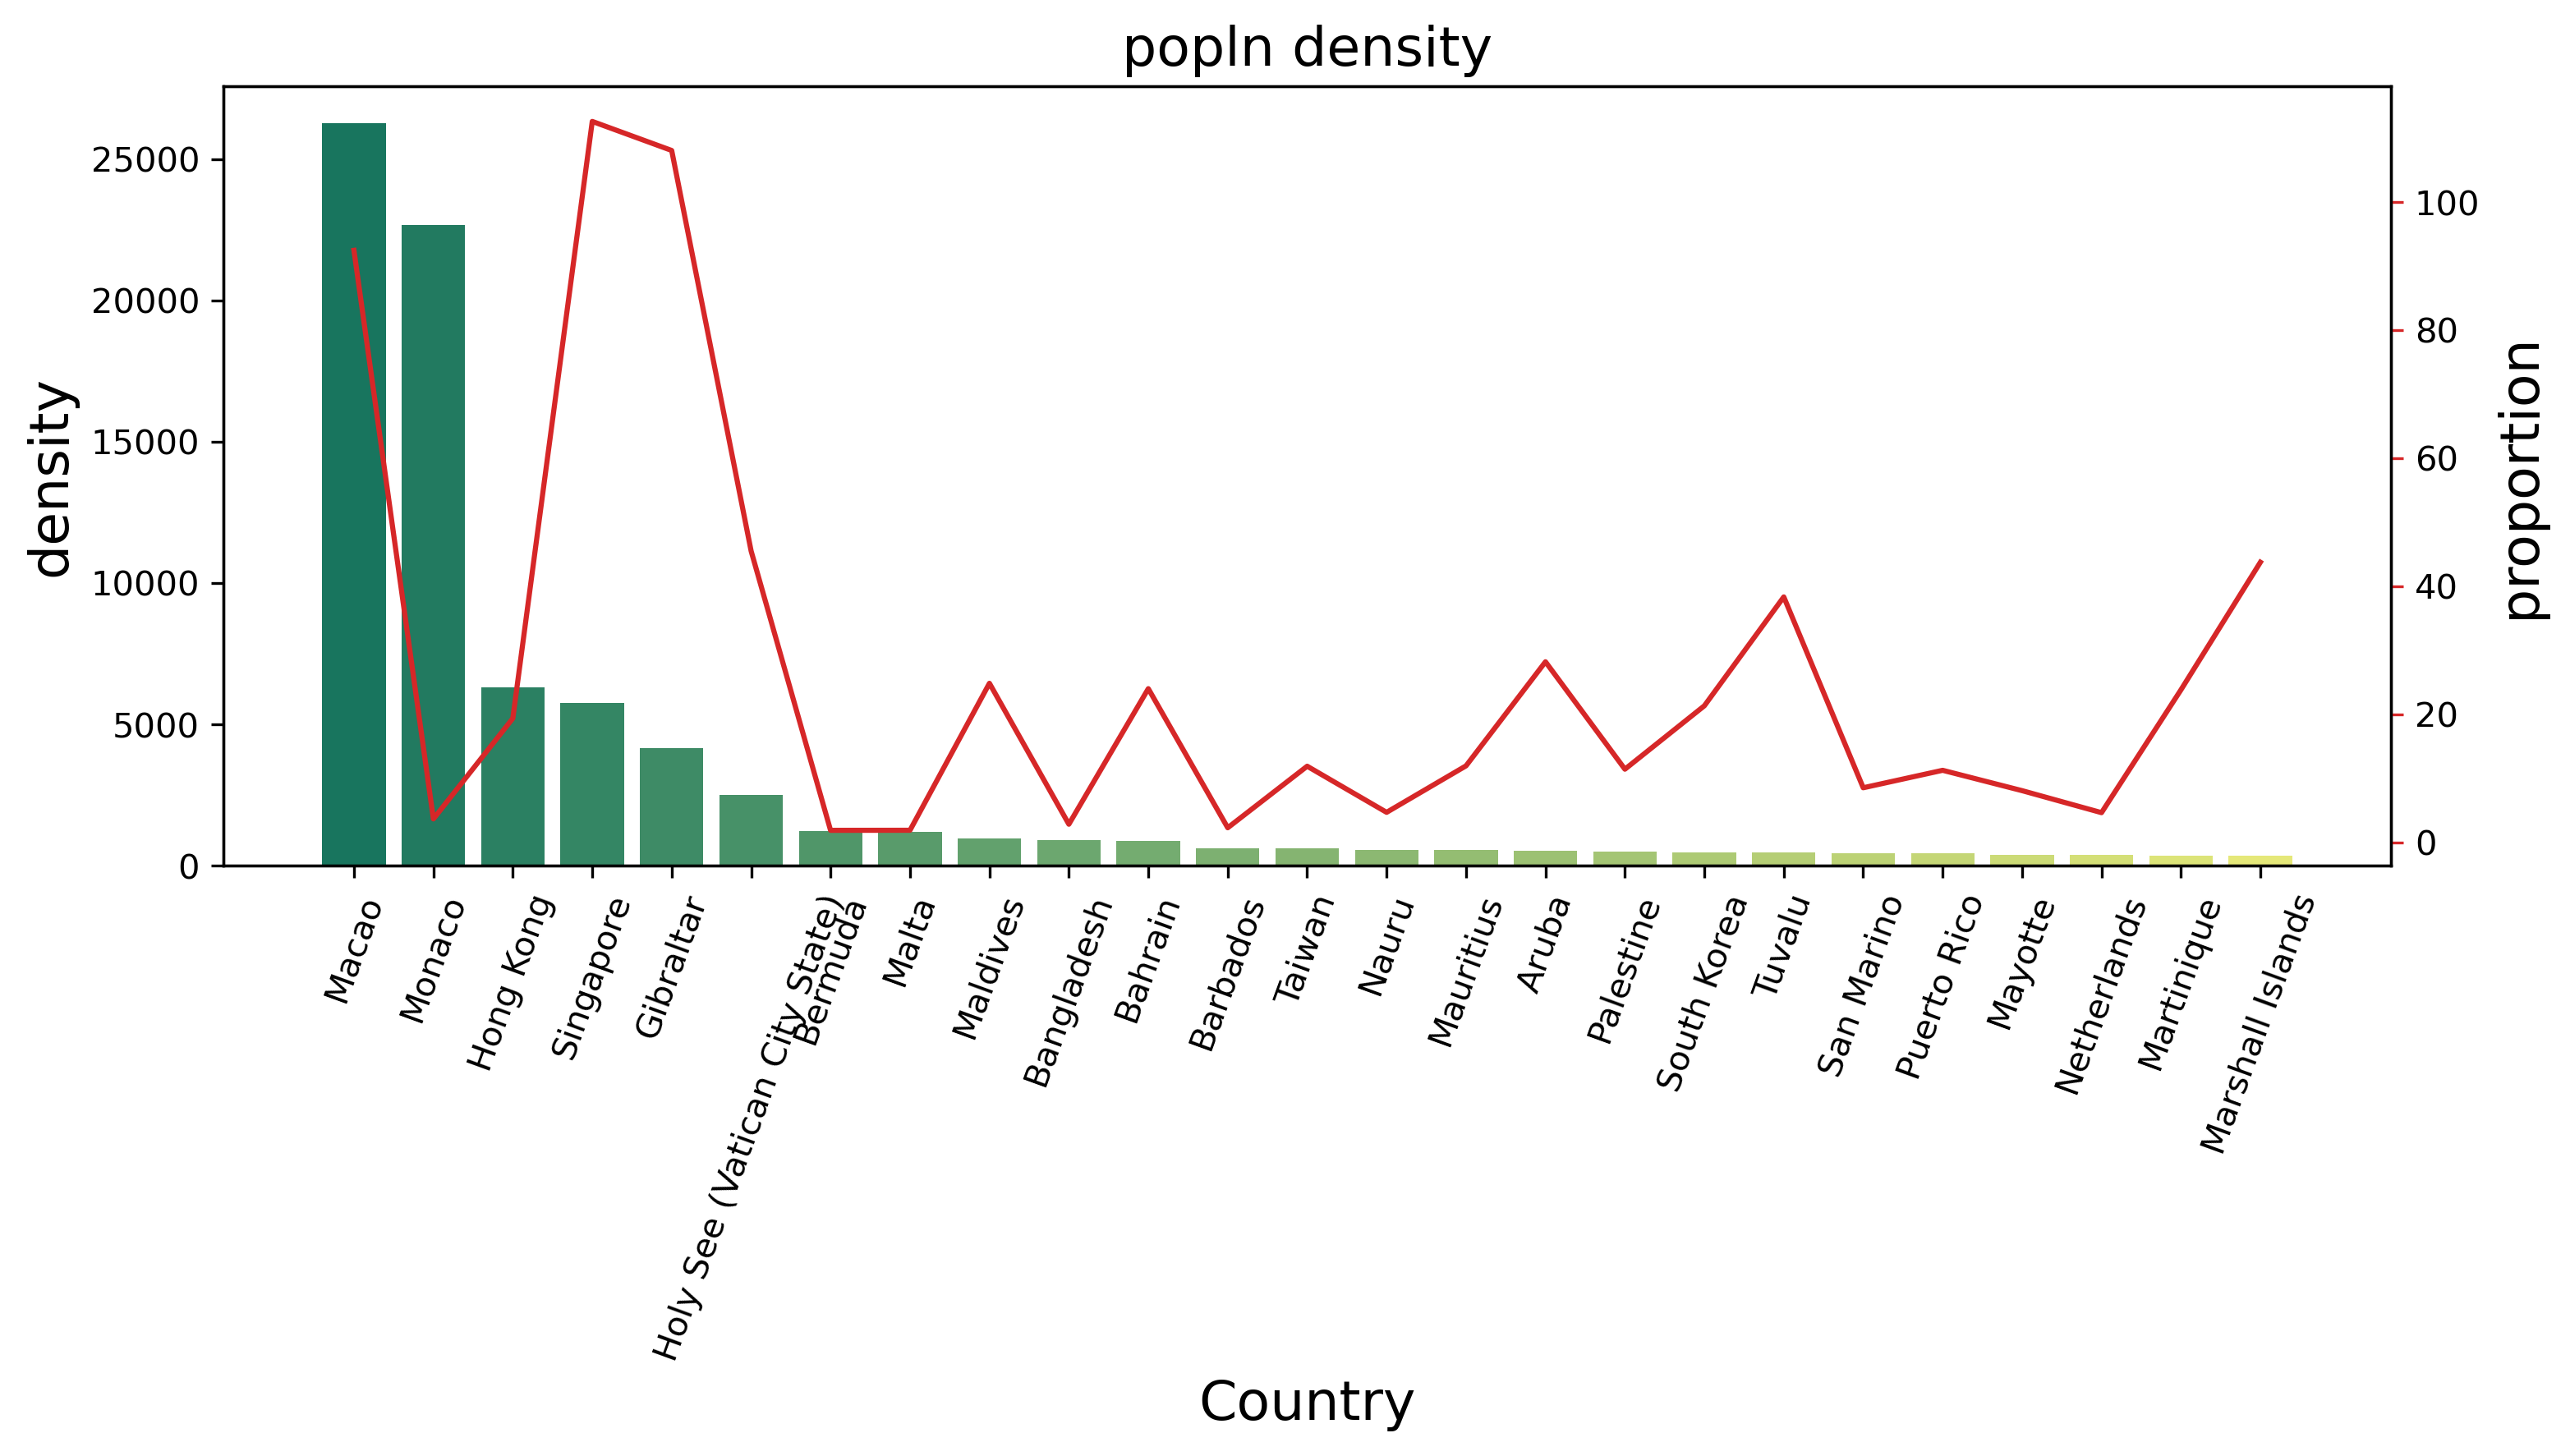 popln density
density
25000
20000
15000
10000
5000
0
proportion
100
80
60
40
20
0
Macao
Monaco
Hong Kong
Singapore
Gibraltar
Holy See (Vatican City State)
Bermuda
Malta
Maldives
Bangladesh
Bahrain
Barbados
Taiwan
Nauru
Mauritius
Aruba
Palestine
South Korea
Tuvalu
San Marino
Puerto Rico
Mayotte
Netherlands
Martinique
Marshall Islands
Country